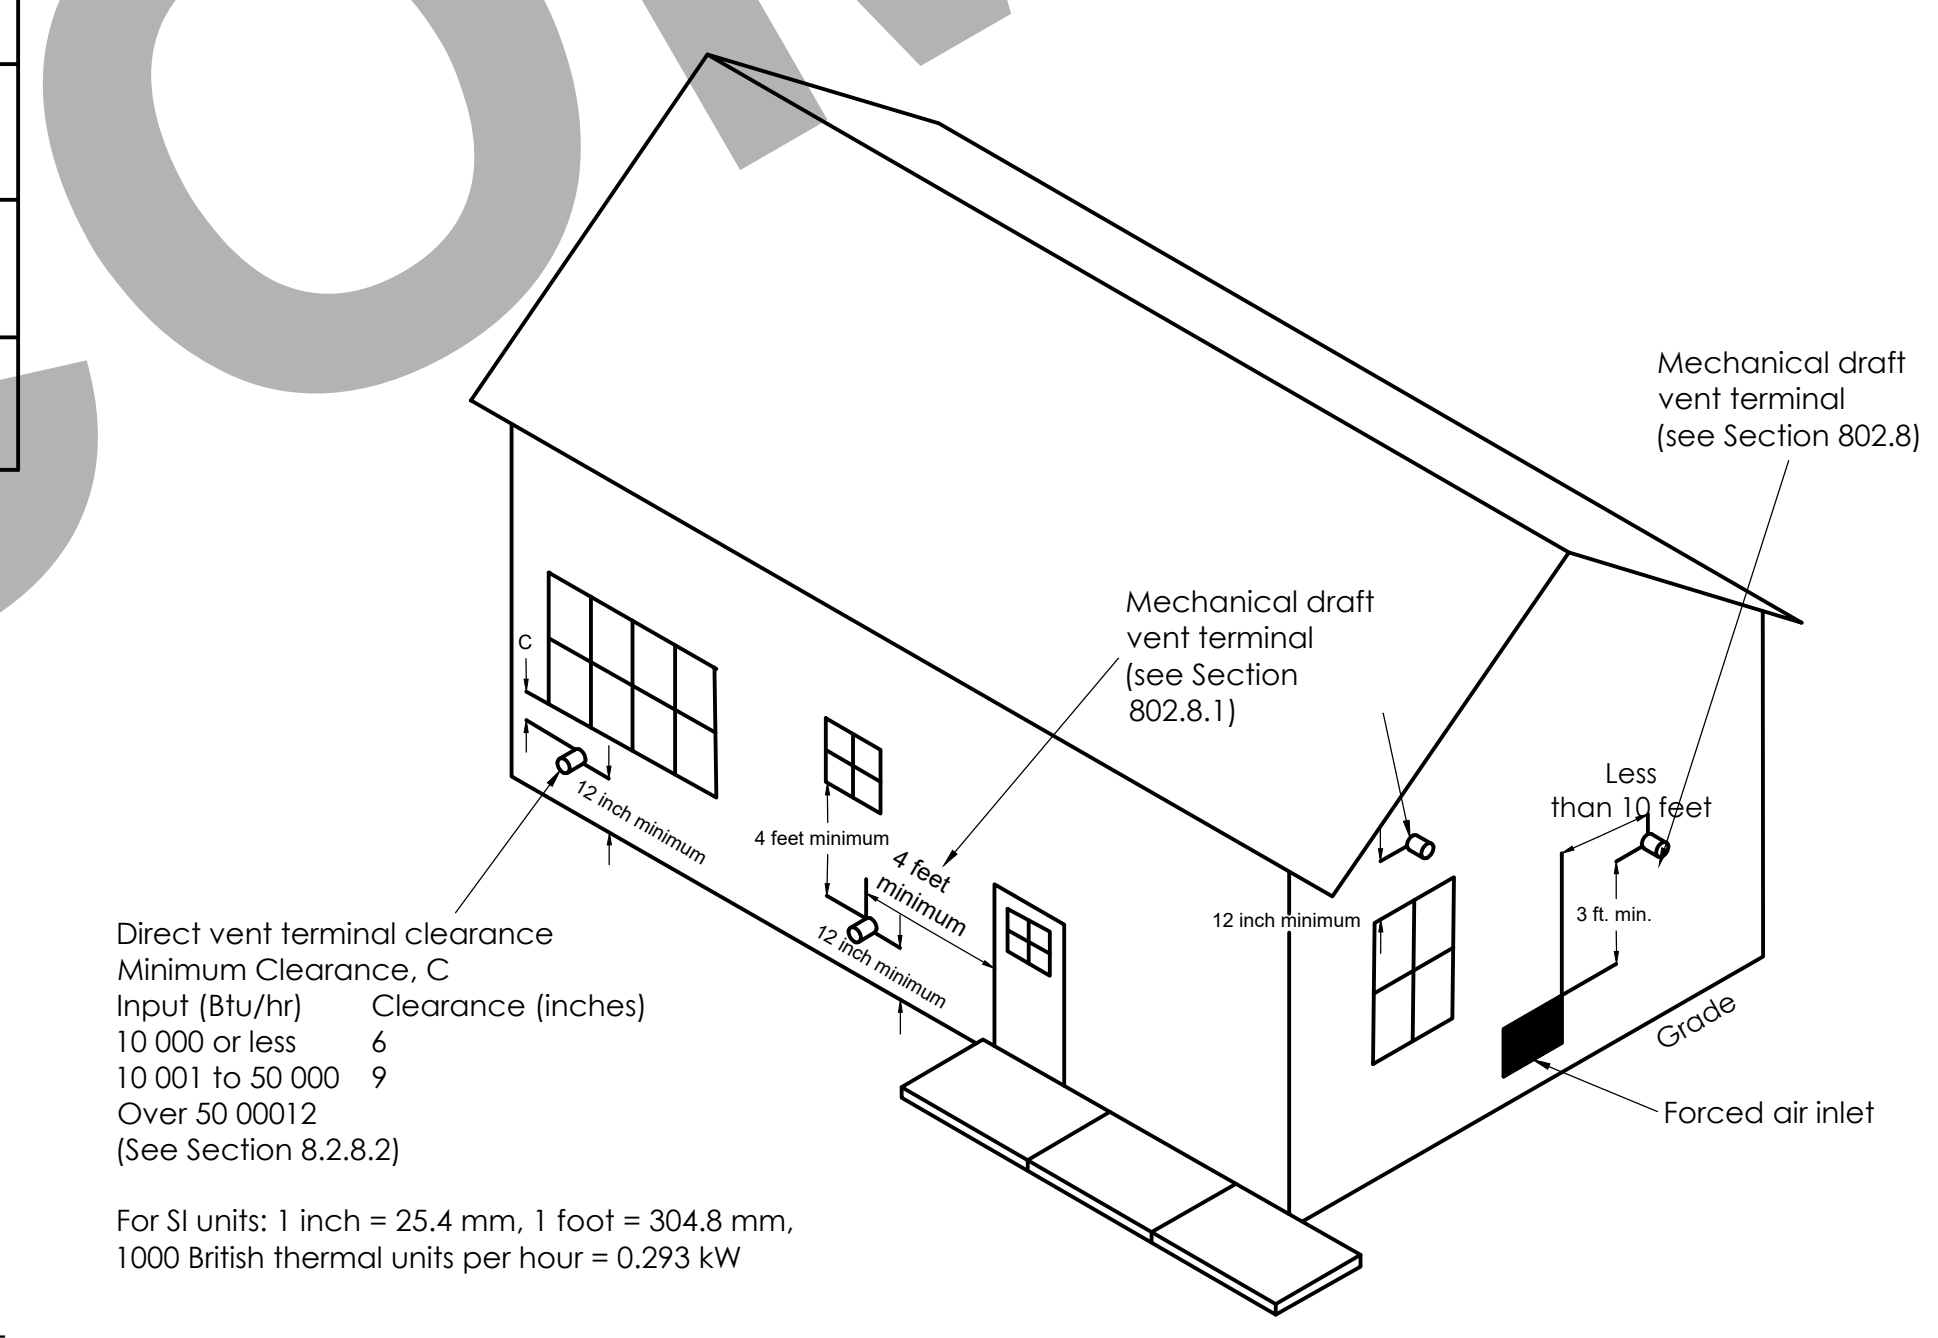 Mechanical draft
vent terminal
(see Section 802.8)
Mechanical draft
vent terminal
(see Section
802.8.1)
C
12 inch minimum
4 feet minimum
4 feet
minimum
12 inch minimum
12 inch minimum
Less
than 10 feet
3 ft. min.
Grade
Forced air inlet
Direct vent terminal clearance
Minimum Clearance, C
Input (Btu/hr) Clearance (inches)
10 000 or less 6
10 001 to 50 000 9
Over 50 00012
(See Section 8.2.8.2)
For SI units: 1 inch = 25.4 mm, 1 foot = 304.8 mm,
1000 British thermal units per hour = 0.293 kW